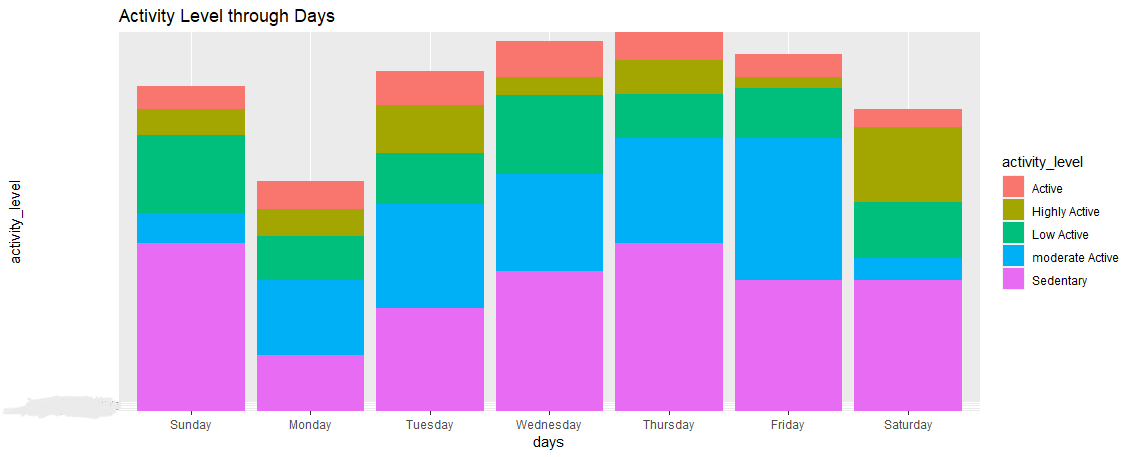 Activity Level through Days
activity_level
activity_level
Active
Highly Active
Low Active
moderate Active
Sedentary
Sunday
Monday
Tuesday
Wednesday
Thursday
Friday
Saturday
days